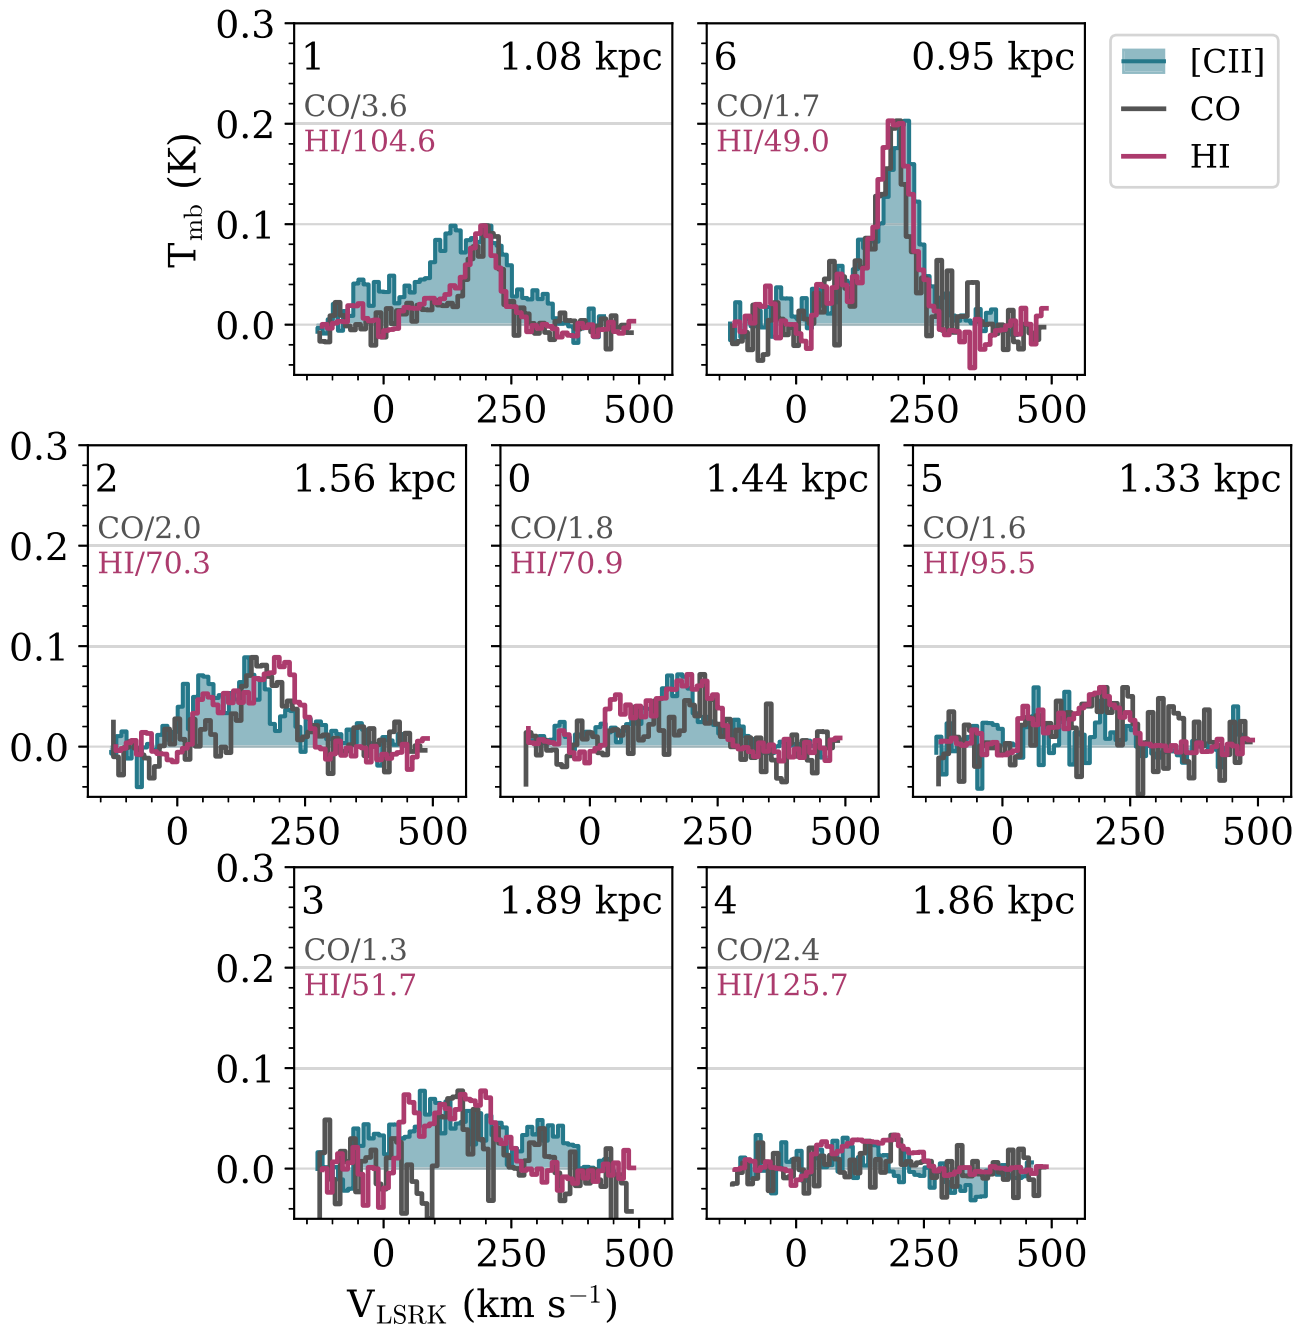 0.3
0.2
0.1
0.0
T_mb (K)
1 1.08 kpc
CO/3.6
HI/104.6
0 250 500
6 0.95 kpc
CO/1.7
HI/49.0
0 250 500
[CII]
CO
HI
0.3
0.2
0.1
0.0
2 1.56 kpc
CO/2.0
HI/70.3
0 250 500
0 1.44 kpc
CO/1.8
HI/70.9
0 250 500
5 1.33 kpc
CO/1.6
HI/95.5
0 250 500
0.3
0.2
0.1
0.0
3 1.89 kpc
CO/1.3
HI/51.7
0 250 500
4 1.86 kpc
CO/2.4
HI/125.7
0 250 500
V_LSRK (km s⁻¹)